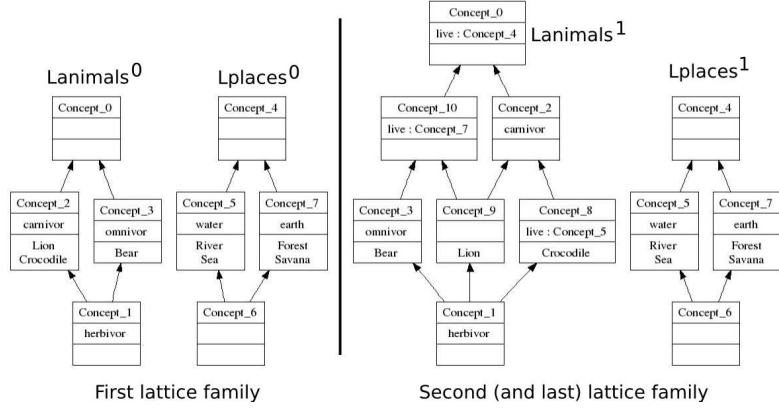 Lanimals0
Concept_0
Concept_2
carnivor
Lion
Crocodile
Concept_3
omnivor
Bear
Concept_1
herbivor
Lplaces0
Concept_4
Concept_5
water
River
Sea
Concept_7
earth
Forest
Savana
Concept_6
First lattice family
Lanimals1
Concept_0
live : Concept_4
Concept_10
live : Concept_7
Concept_2
carnivor
Concept_3
omnivor
Bear
Concept_9
Lion
Concept_8
live : Concept_5
Crocodile
Concept_1
herbivor
Lplaces1
Concept_4
Concept_5
water
River
Sea
Concept_7
earth
Forest
Savana
Concept_6
Second (and last) lattice family